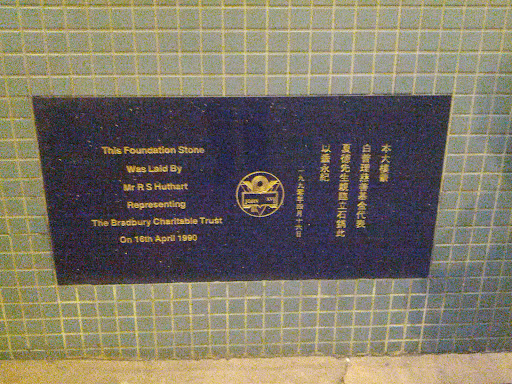 This Foundation Stone
Was Laid By
Mr R S Huthart
Representing
The Bradbury Charitable Trust
On 16th April 1990
本大樓蒙
白普理慈善基金代表
夏德先生親臨立石鐫此
以誌永紀
一九九零年四月十六日